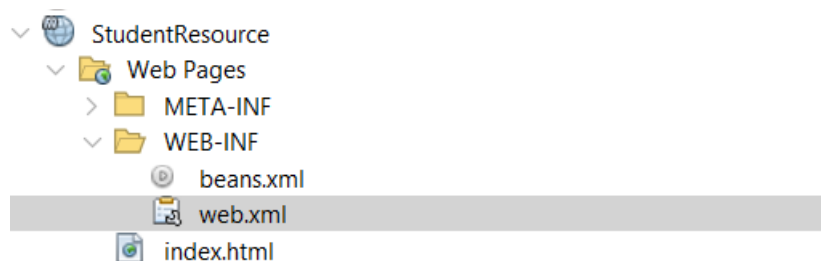 StudentResource
Web Pages
META-INF
WEB-INF
beans.xml
web.xml
index.html